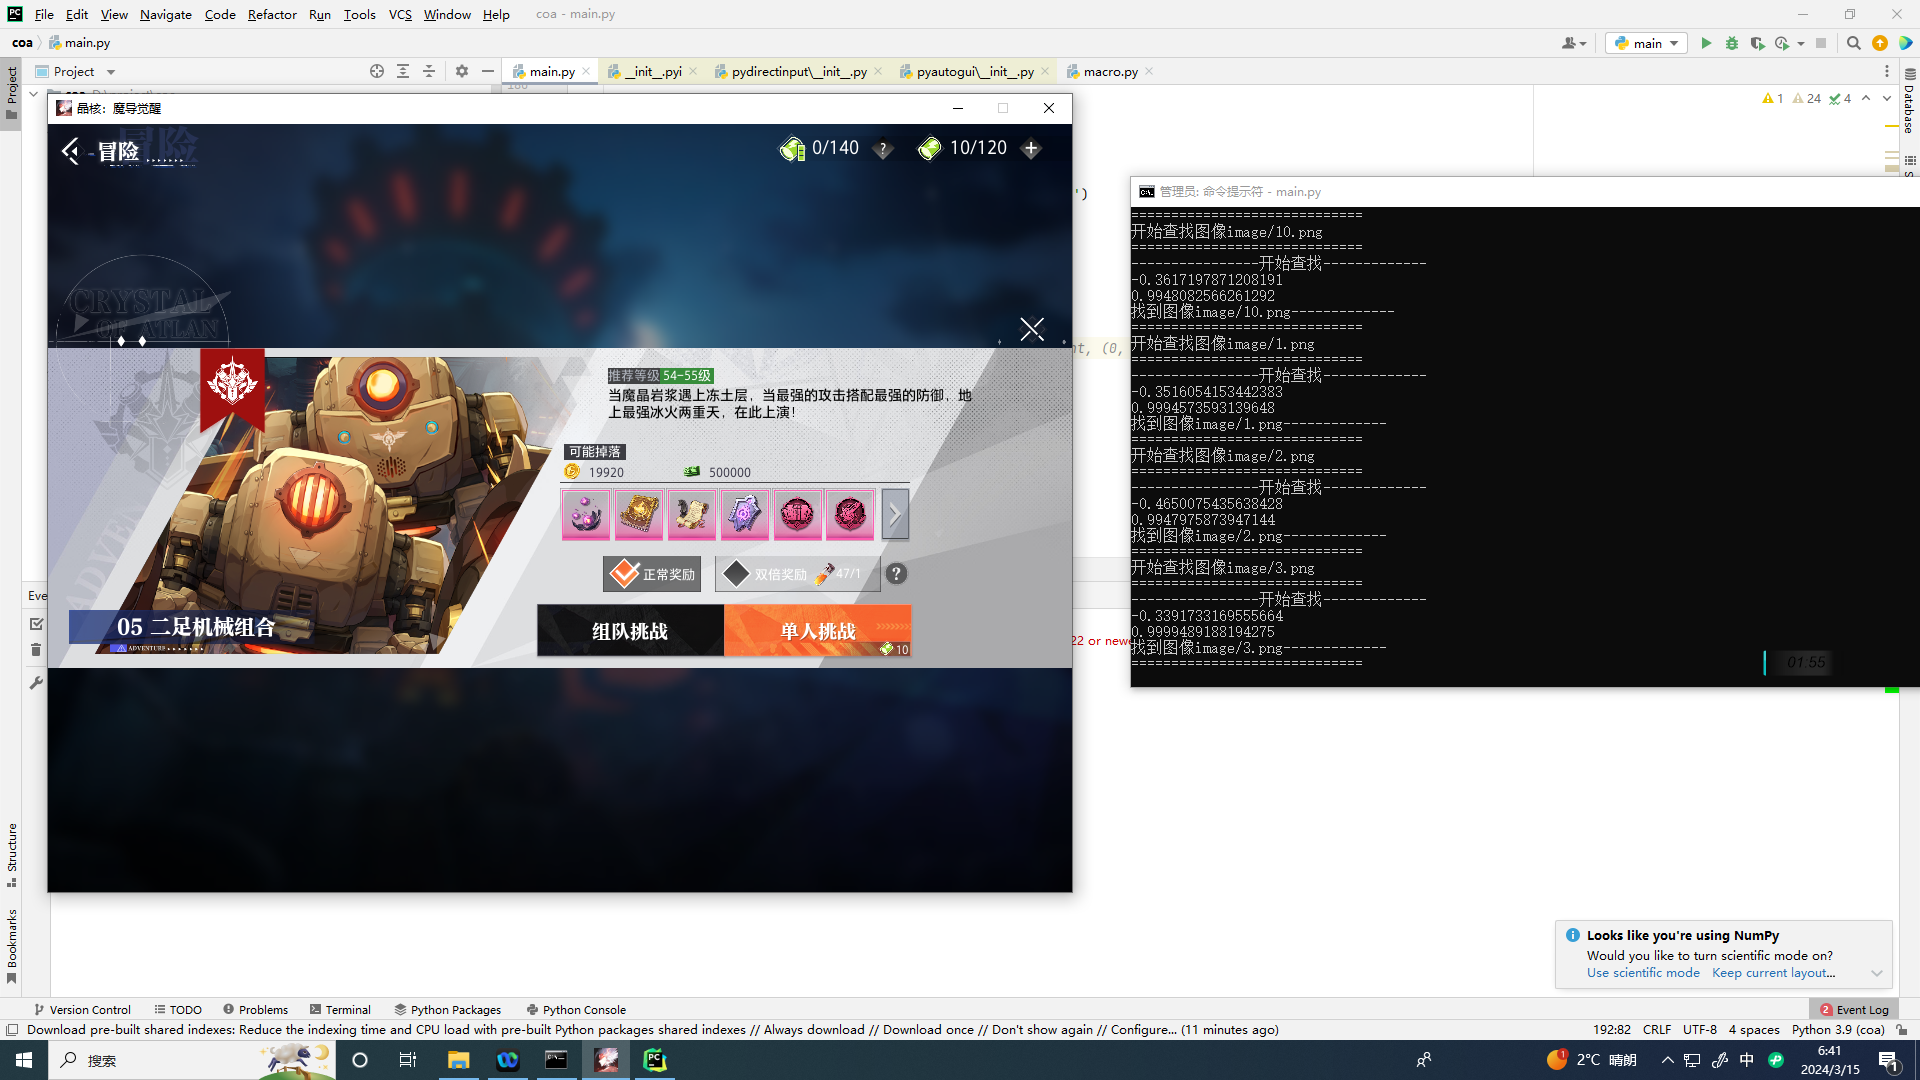 File Edit View Navigate Code Refactor Run Tools VCS Window Help coa - main.py
coa main.py
main
Project
main.py __init__.pyi pydirectinput\__init__.py pyautogui\__init__.py macro.py
1 24 4
Project
Database
晶核：魔导觉醒
冒险
0/140 ? 10/120
CRYSTAL
OF ATLAN
推荐等级 54-55级
当魔晶岩浆遇上冻土层，当最强的攻击搭配最强的防御，地
上最强冰火两重天，在此上演！
可能掉落
19920 500000
正常奖励 双倍奖励 47/1 ?
组队挑战 单人挑战 10
05 二足机械组合
ADVENTURE
')
nt, (0,
22 or newe
管理员: 命令提示符 - main.py
=============================
开始查找图像image/10.png
=============================
----------------开始查找-------------
-0.3617197871208191
0.9948082566261292
找到图像image/10.png-------------
=============================
开始查找图像image/1.png
=============================
----------------开始查找-------------
-0.3516054153442383
0.9994573593139648
找到图像image/1.png-------------
=============================
开始查找图像image/2.png
=============================
----------------开始查找-------------
-0.4650075435638428
0.9947975873947144
找到图像image/2.png-------------
=============================
开始查找图像image/3.png
=============================
----------------开始查找-------------
-0.3391733169555664
0.9999489188194275
找到图像image/3.png-------------
=============================
01:55
Eve
Structure
Bookmarks
Looks like you're using NumPy
Would you like to turn scientific mode on?
Use scientific mode Keep current layout...
Version Control TODO Problems Terminal Python Packages Python Console 2 Event Log
Download pre-built shared indexes: Reduce the indexing time and CPU load with pre-built Python packages shared indexes // Always download // Download once // Don't show again // Configure... (11 minutes ago) 192:82 CRLF UTF-8 4 spaces Python 3.9 (coa)
搜索 1 2°C 晴朗 中 6:41
2024/3/15 1